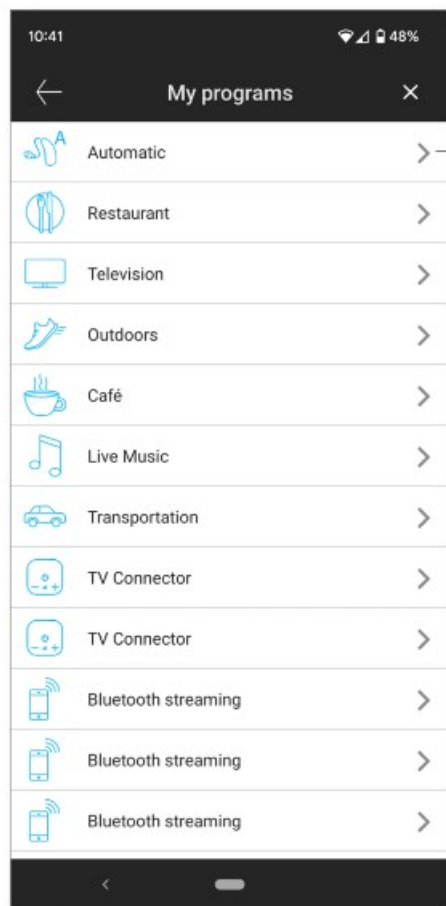 10:41 48%
My programs
A
Automatic
Restaurant
Television
Outdoors
Café
Live Music
Transportation
TV Connector
TV Connector
Bluetooth streaming
Bluetooth streaming
Bluetooth streaming